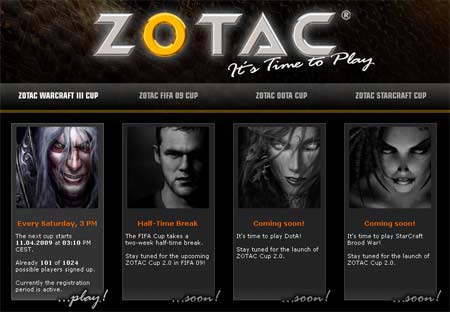 ZOTAC®
It's Time to Play
ZOTAC WARCRAFT III CUP ZOTAC FIFA 09 CUP ZOTAC DOTA CUP ZOTAC STARCRAFT CUP
Every Saturday, 3 PM
The next cup starts
11.04.2009 at 03:10 PM
CEST.
Already 101 of 1024
possible players signed up.
Currently the registration
period is active.
...play!
Half-Time Break
The FIFA Cup takes a
two-week half-time break.
Stay tuned for the upcoming
ZOTAC Cup in FIFA 09!
...soon!
Coming soon!
It's time to play DotA!
Stay tuned for the launch of
ZOTAC Cup 2.0.
...soon!
Coming soon!
It's time to play StarCraft
Brood War!
Stay tuned for the launch of
ZOTAC Cup 2.0.
...soon!